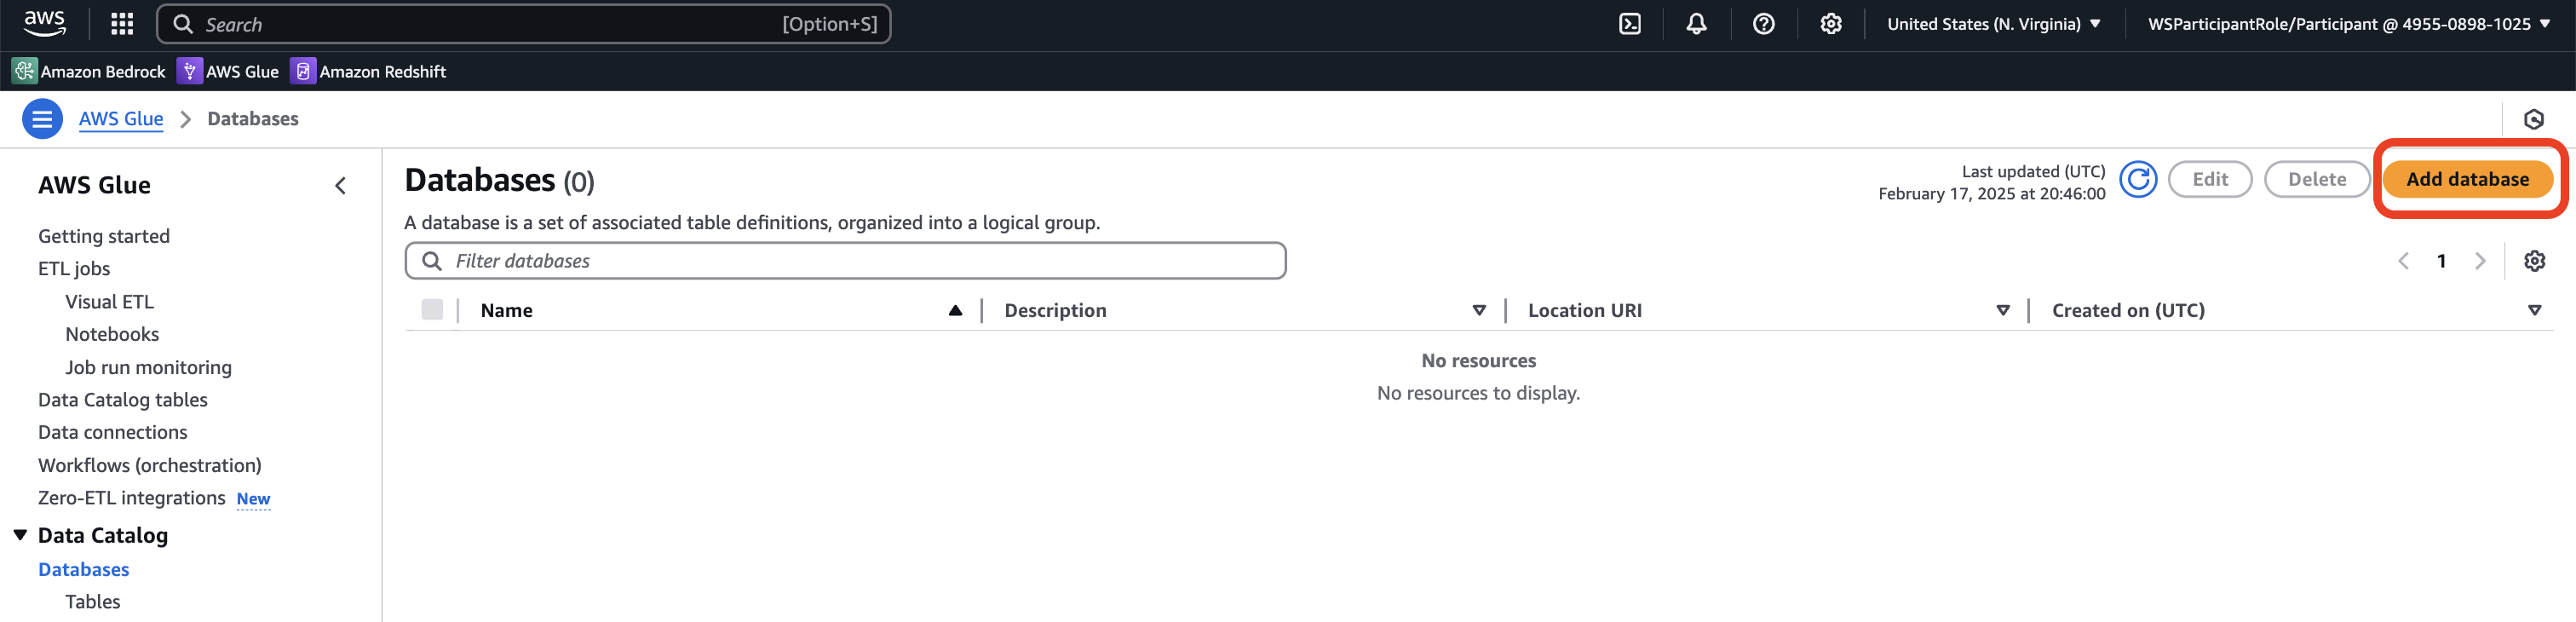 aws Search [Option+S] United States (N. Virginia) WSParticipantRole/Participant @ 4955-0898-1025
Amazon Bedrock AWS Glue Amazon Redshift
AWS Glue Databases
AWS Glue
Getting started
ETL jobs
Visual ETL
Notebooks
Job run monitoring
Data Catalog tables
Data connections
Workflows (orchestration)
Zero-ETL integrations New
Data Catalog
Databases
Tables
Databases (0)
Last updated (UTC)
February 17, 2025 at 20:46:00
Edit Delete Add database
A database is a set of associated table definitions, organized into a logical group.
Filter databases
1
Name Description Location URI Created on (UTC)
No resources
No resources to display.